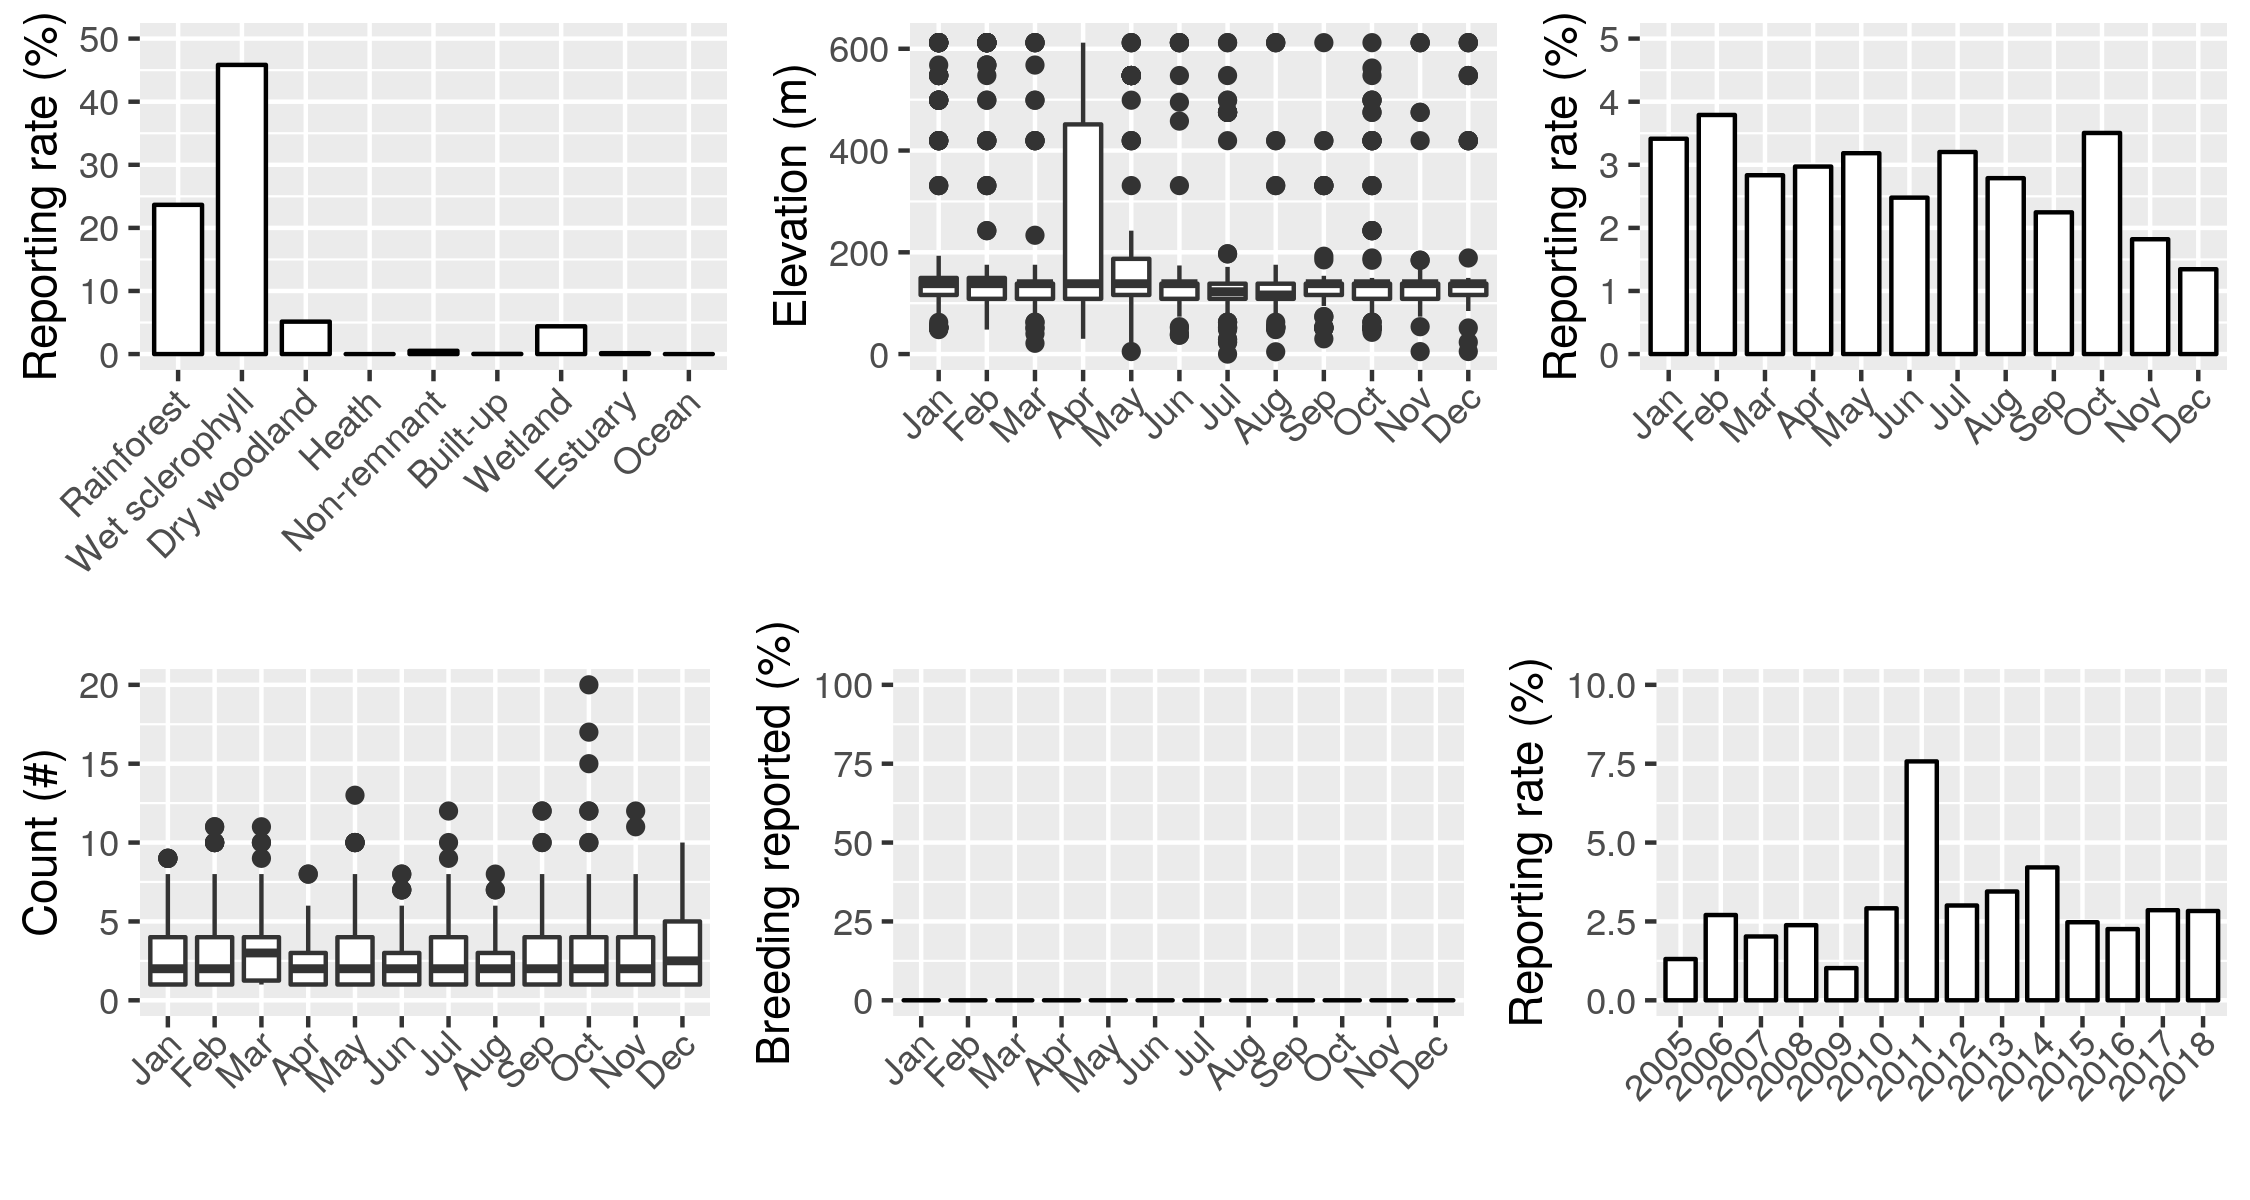 Reporting rate (%)
50
40
30
20
10
0
Rainforest
Wet sclerophyll
Dry woodland
Heath
Non-remnant
Built-up
Wetland
Estuary
Ocean
Elevation (m)
600
400
200
0
Jan
Feb
Mar
Apr
May
Jun
Jul
Aug
Sep
Oct
Nov
Dec
Reporting rate (%)
5
4
3
2
1
0
Jan
Feb
Mar
Apr
May
Jun
Jul
Aug
Sep
Oct
Nov
Dec
Count (#)
20
15
10
5
0
Jan
Feb
Mar
Apr
May
Jun
Jul
Aug
Sep
Oct
Nov
Dec
Breeding reported (%)
100
75
50
25
0
Jan
Feb
Mar
Apr
May
Jun
Jul
Aug
Sep
Oct
Nov
Dec
Reporting rate (%)
10.0
7.5
5.0
2.5
0.0
2005
2006
2007
2008
2009
2010
2011
2012
2013
2014
2015
2016
2017
2018